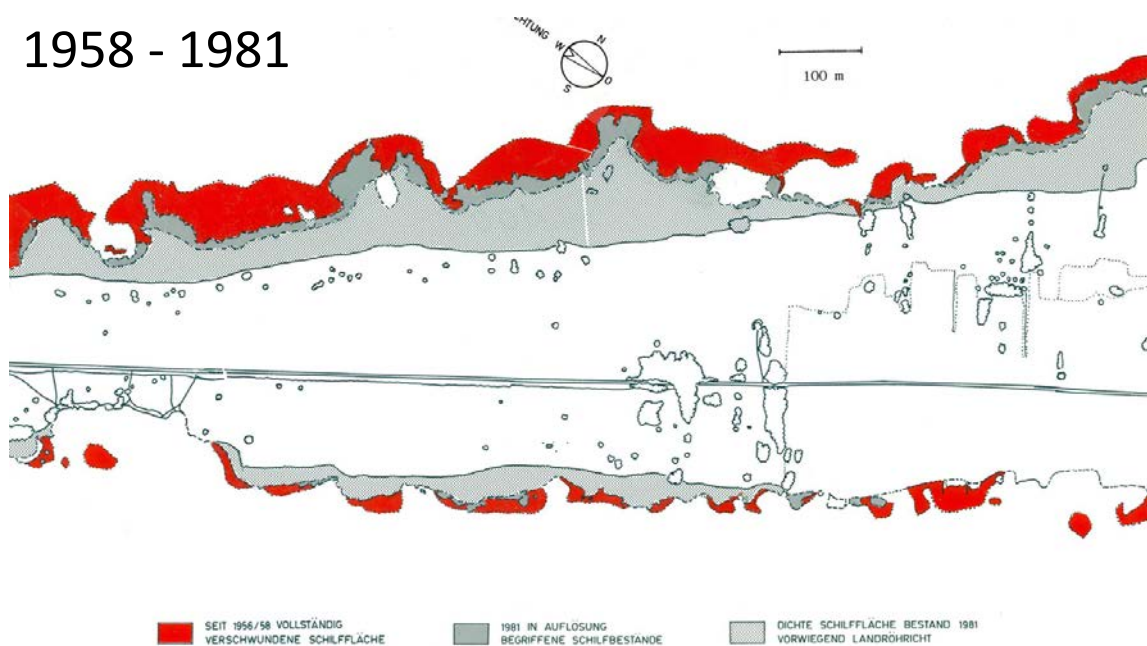 1958 - 1981
W
N
S
O
100 m
SEIT 1956/58 VOLLSTÄNDIG
VERSCHWUNDENE SCHILFFLÄCHE
1981 IN AUFLÖSUNG
BEGRIFFENE SCHILFBESTÄNDE
DICHTE SCHILFFLÄCHE BESTAND 1981
VORWIEGEND LANDRÖHRICHT